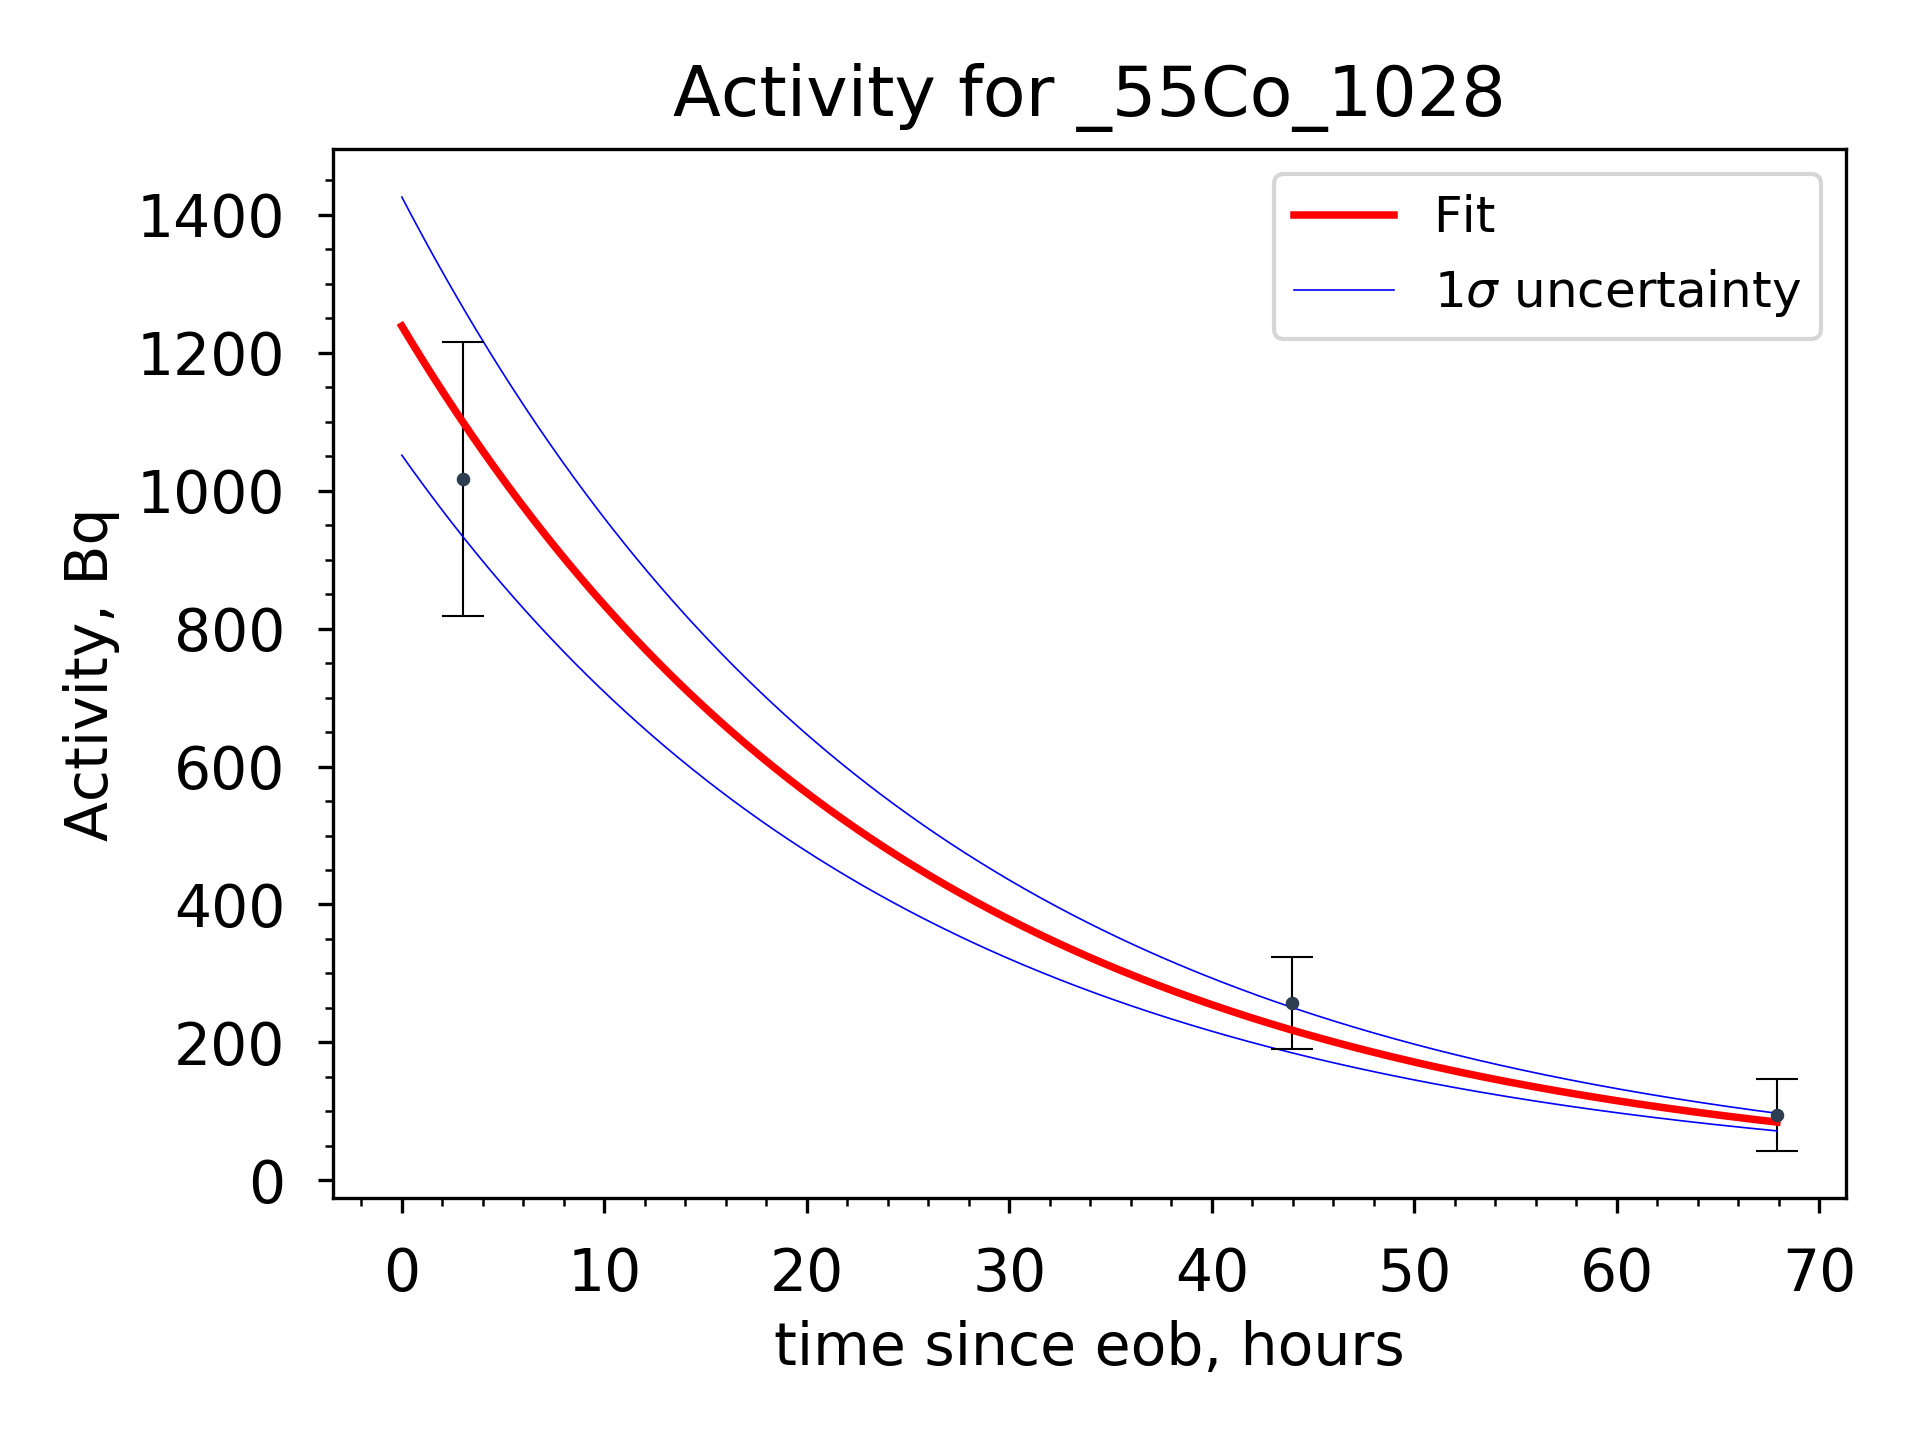 Activity for _55Co_1028
Fit
1σ uncertainty
Activity, Bq
1400
1200
1000
800
600
400
200
0
0 10 20 30 40 50 60 70
time since eob, hours